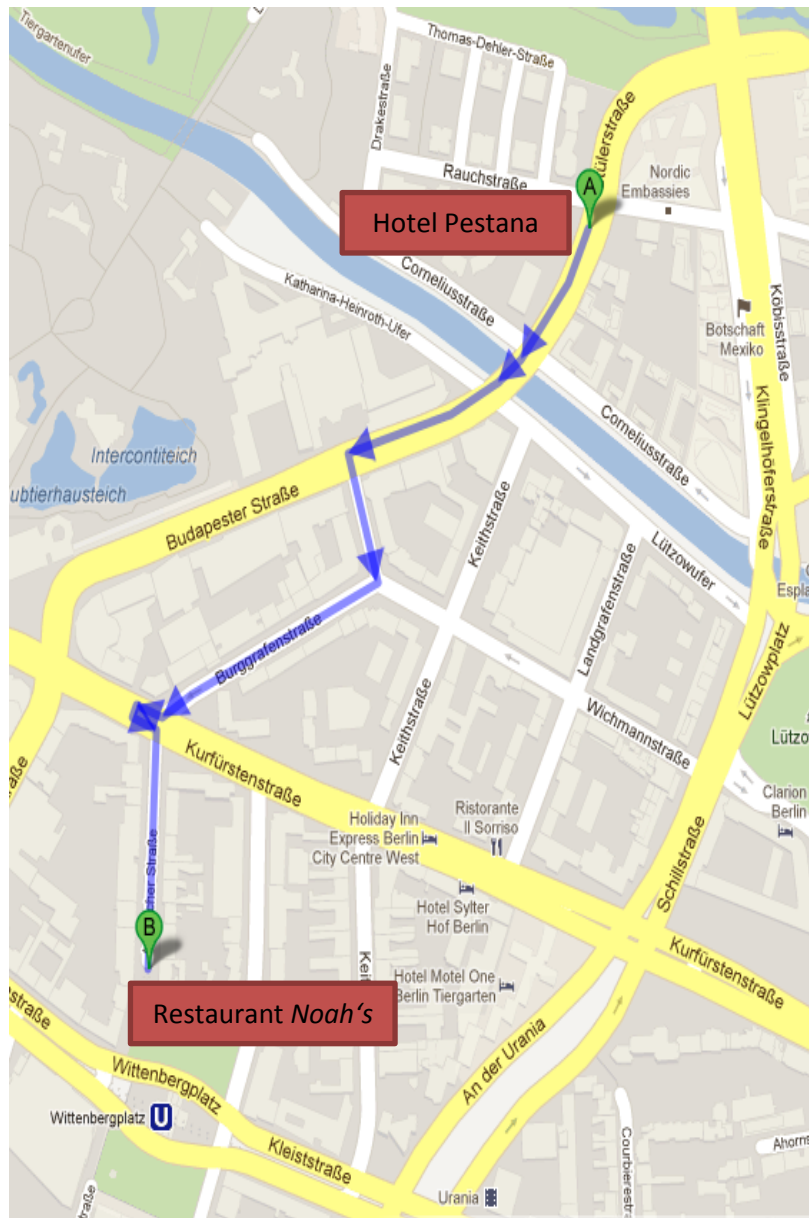 Tiergartenufer
Thomas-Dehler-Straße
Drakestraße
Rauchstraße
A
Nordic
Embassies
Hotel Pestana
Corneliusstraße
Katharina-Heinroth-Ufer
Köbisstraße
Botschaft
Mexiko
Klingelhöferstraße
Corneliusstraße
Intercontiteich
Budapester Straße
Keithstraße
Lützowufer
Landgrafenstraße
Burggrafenstraße
Lützowplatz
Keithstraße
Wichmannstraße
Kurfürstenstraße
Clarion
Berlin
Holiday Inn
Express Berlin
City Centre West
Ristorante
Il Sorriso
Schillstraße
B
Hotel Sylter
Hof Berlin
Kurfürstenstraße
Hotel Motel One
Berlin Tiergarten
Restaurant Noah's
An der Urania
Wittenbergplatz
Wittenbergplatz U
Kleiststraße
Urania